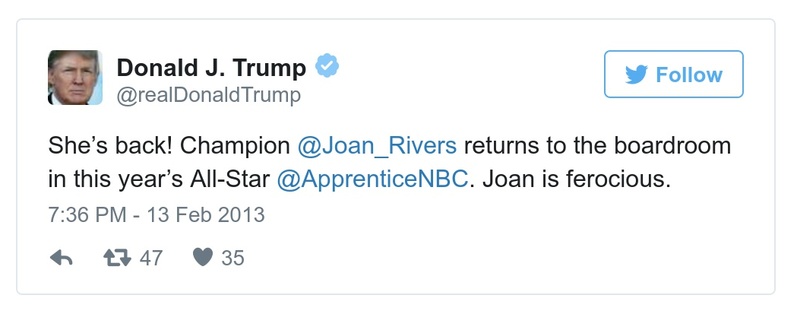 Donald J. Trump
@realDonaldTrump
Follow
She’s back! Champion @Joan_Rivers returns to the boardroom
in this year’s All-Star @ApprenticeNBC. Joan is ferocious.
7:36 PM - 13 Feb 2013
47 35